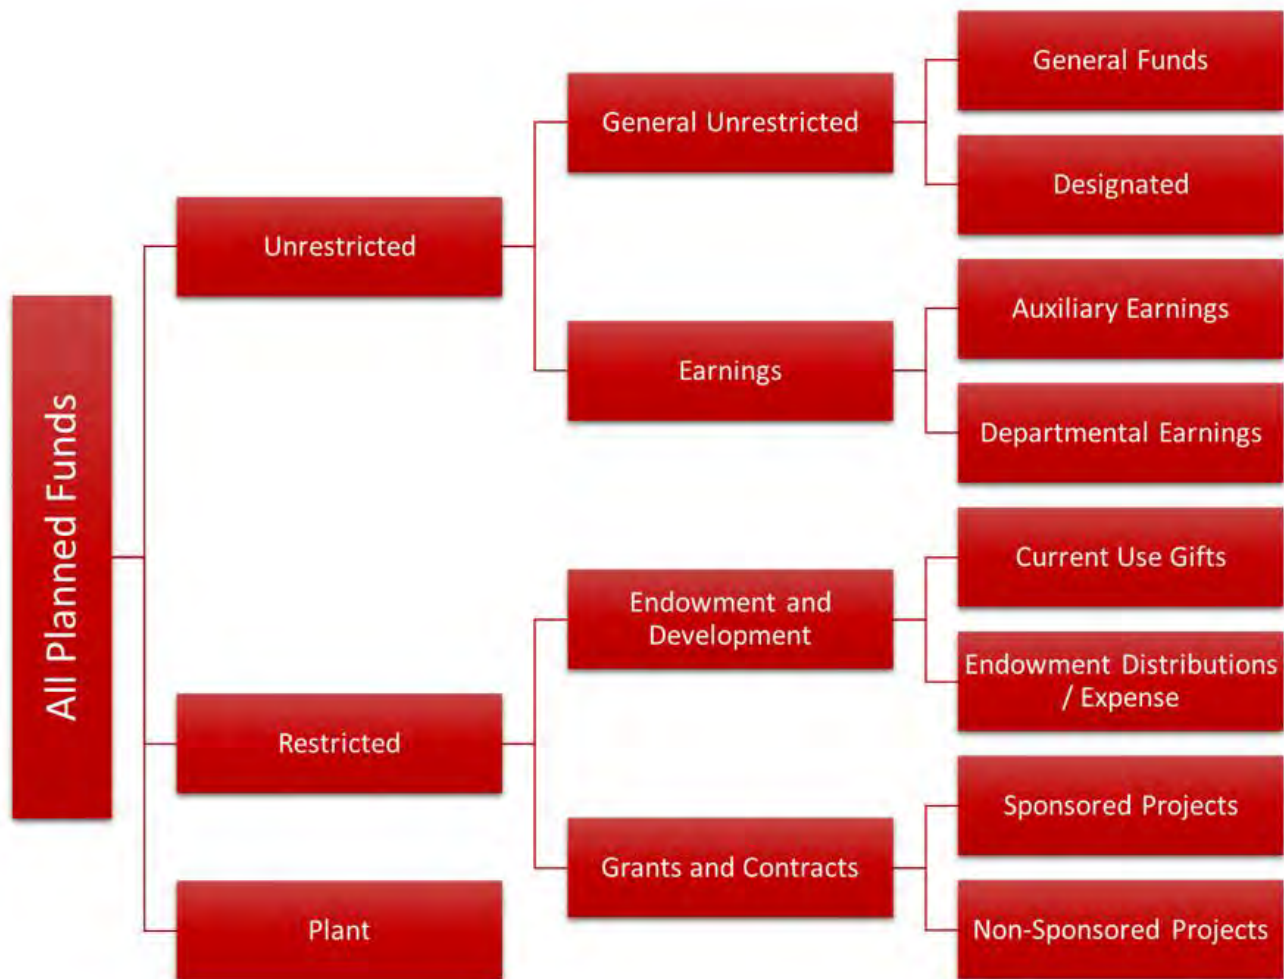 All Planned Funds
Unrestricted
General Unrestricted
General Funds
Designated
Earnings
Auxiliary Earnings
Departmental Earnings
Restricted
Endowment and
Development
Current Use Gifts
Endowment Distributions
/ Expense
Grants and Contracts
Sponsored Projects
Non-Sponsored Projects
Plant